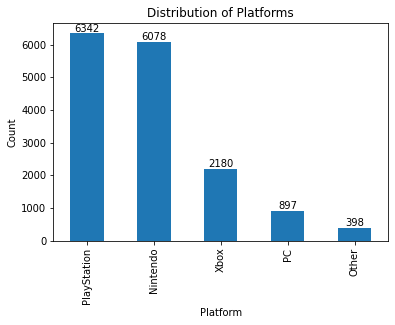 Distribution of Platforms
6342
6078
2180
897
398
6000
5000
4000
3000
2000
1000
0
Count
PlayStation
Nintendo
Xbox
PC
Other
Platform